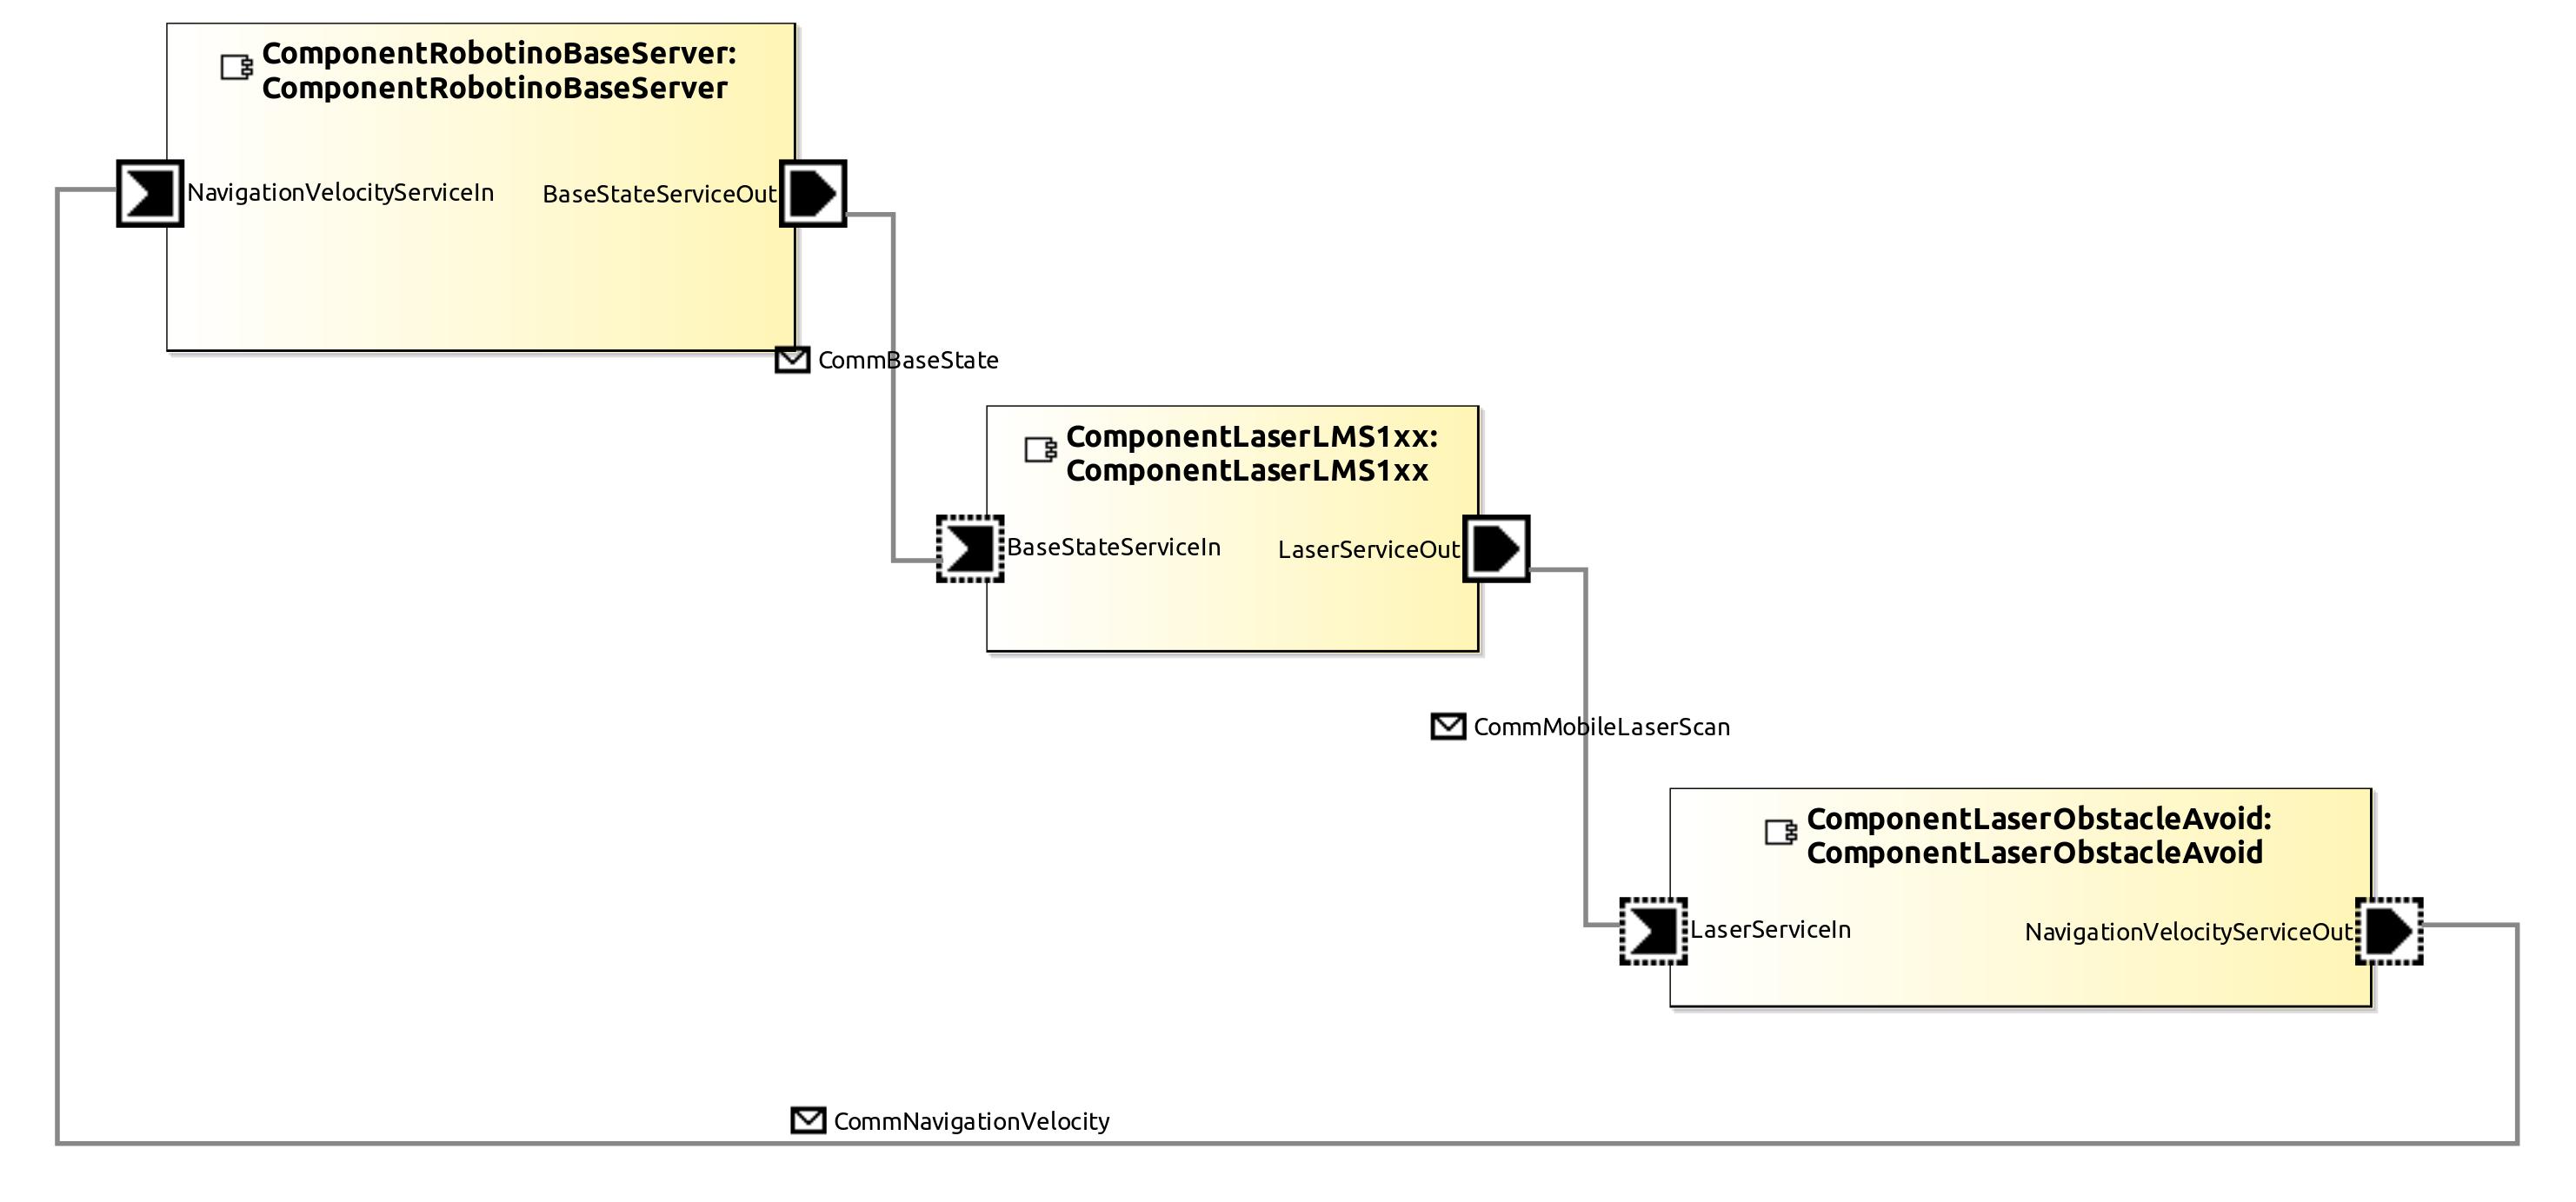 ComponentRobotinoBaseServer:
ComponentRobotinoBaseServer
NavigationVelocityServiceIn
BaseStateServiceOut
CommBaseState
ComponentLaserLMS1xx:
ComponentLaserLMS1xx
BaseStateServiceIn
LaserServiceOut
CommMobileLaserScan
ComponentLaserObstacleAvoid:
ComponentLaserObstacleAvoid
LaserServiceIn
NavigationVelocityServiceOut
CommNavigationVelocity